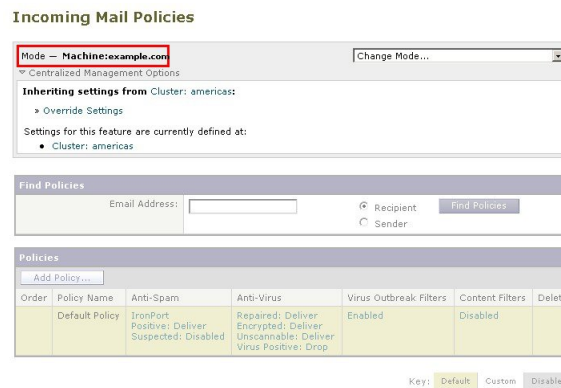 Incoming Mail Policies
Mode — Machine:example.com
Change Mode...
Centralized Management Options
Inheriting settings from Cluster: americas:
» Override Settings
Settings for this feature are currently defined at:
• Cluster: americas
Find Policies
Email Address:
Recipient
Find Policies
Sender
Policies
Add Policy...
Order Policy Name Anti-Spam Anti-Virus Virus Outbreak Filters Content Filters Delet
Default Policy IronPort Repaired: Deliver Enabled Disabled
Positive: Deliver Encrypted: Deliver
Suspected: Disabled Unscannable: Deliver
Virus Positive: Drop
Key: Default Custom Disable